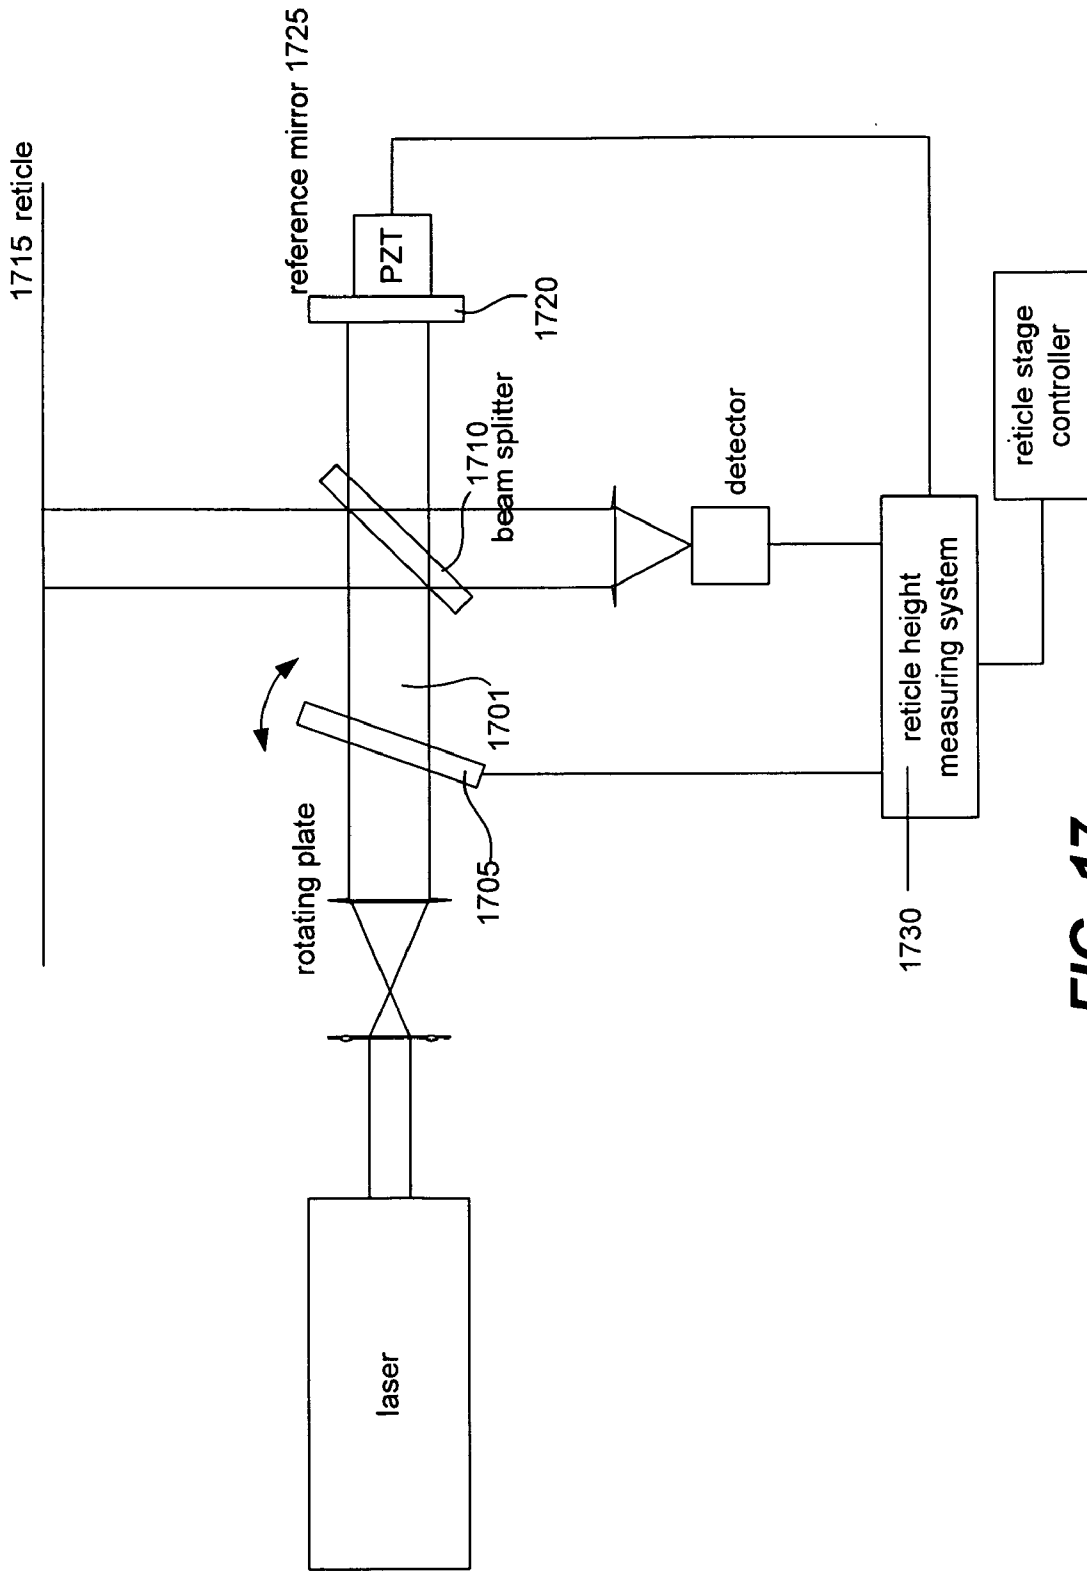 1715 reticle
reference mirror 1725
PZT
1720
1710
beam splitter
1701
rotating plate
1705
laser
detector
reticle height
measuring system
1730
reticle stage
controller
FIG. 17